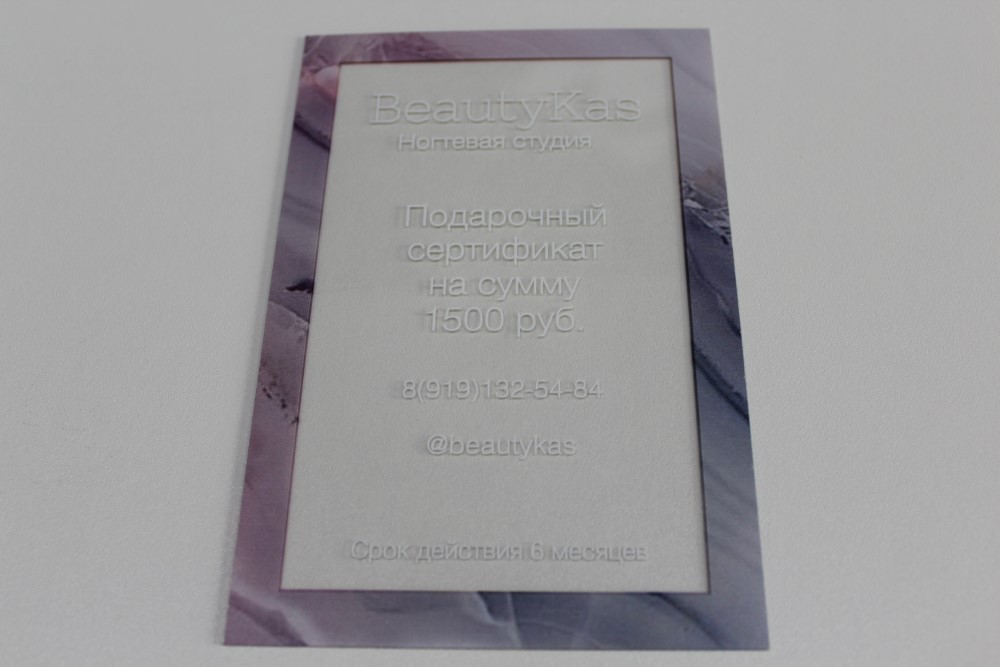 BeautyKas
Ногтевая студия
Подарочный
сертификат
на сумму
1500 руб.
8(919)132-54-84
@beautykas
Срок действия 6 месяцев